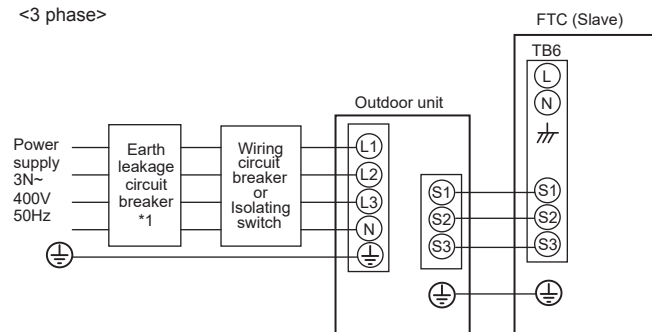 <3 phase>
FTC (Slave)
TB6
L
N
Outdoor unit
Power
supply
3N~
400V
50Hz
Earth
leakage
circuit
breaker
*1
Wiring
circuit
breaker
or
Isolating
switch
L1
L2
L3
N
S1
S2
S3
S1
S2
S3